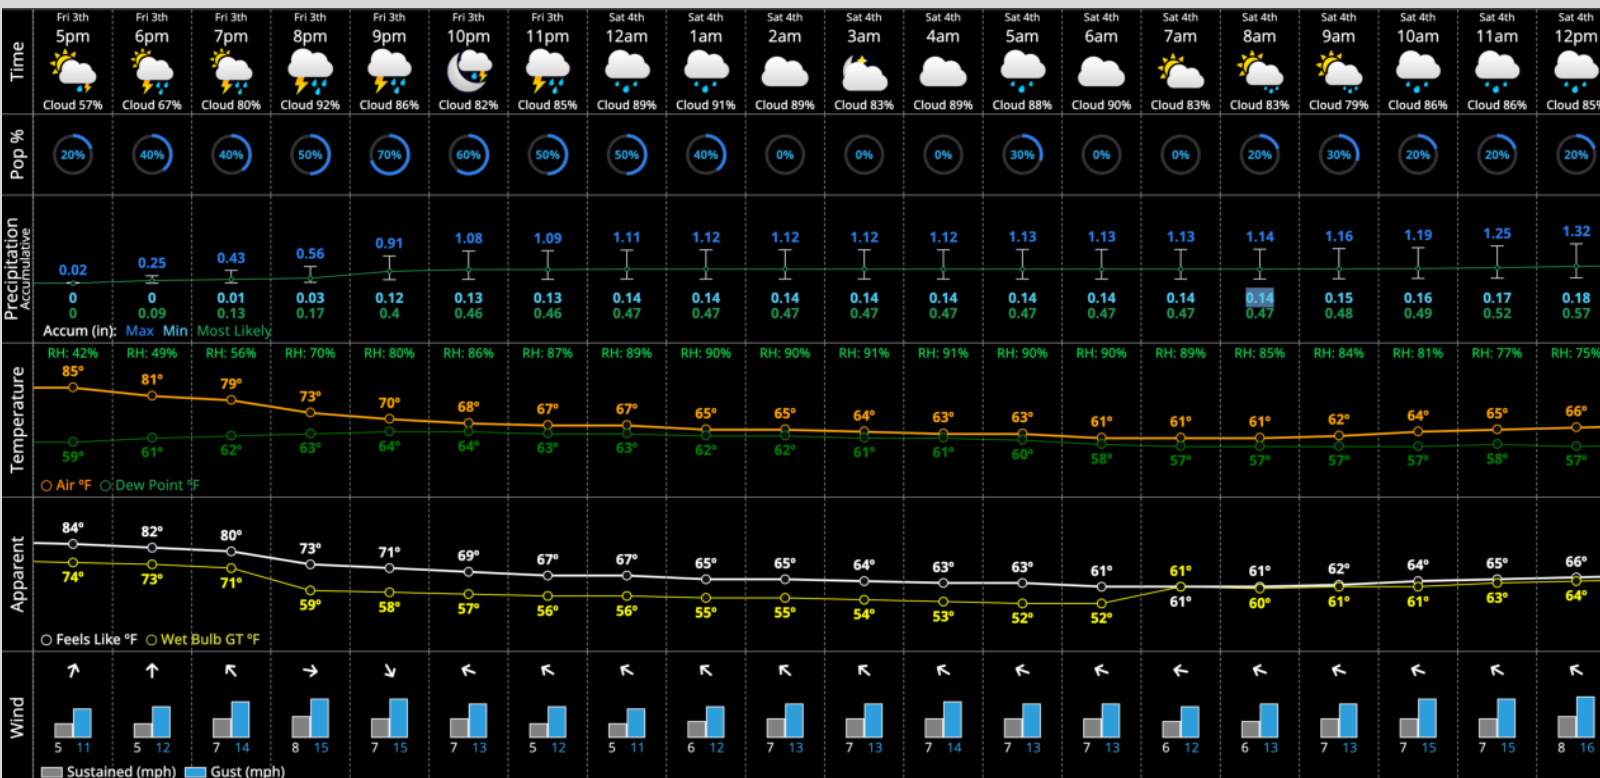 Fri 3th Fri 3th Fri 3th Fri 3th Fri 3th Fri 3th Fri 3th Sat 4th Sat 4th Sat 4th Sat 4th Sat 4th Sat 4th Sat 4th Sat 4th Sat 4th Sat 4th Sat 4th Sat 4th Sat 4th
Time 5pm 6pm 7pm 8pm 9pm 10pm 11pm 12am 1am 2am 3am 4am 5am 6am 7am 8am 9am 10am 11am 12pm
Cloud 57% Cloud 67% Cloud 80% Cloud 92% Cloud 86% Cloud 82% Cloud 85% Cloud 89% Cloud 91% Cloud 89% Cloud 83% Cloud 89% Cloud 88% Cloud 90% Cloud 83% Cloud 83% Cloud 79% Cloud 86% Cloud 86% Cloud 85%
Pop % 20% 40% 40% 50% 70% 60% 50% 50% 40% 0% 0% 0% 30% 0% 0% 20% 30% 20% 20% 20%
Precipitation
Accumulative
0.02 0.25 0.43 0.56 0.91 1.08 1.09 1.11 1.12 1.12 1.12 1.12 1.13 1.13 1.13 1.14 1.16 1.19 1.25 1.32
0 0 0.01 0.03 0.12 0.13 0.13 0.14 0.14 0.14 0.14 0.14 0.14 0.14 0.14 0.14 0.15 0.16 0.17 0.18
0 0.09 0.13 0.17 0.4 0.46 0.46 0.47 0.47 0.47 0.47 0.47 0.47 0.47 0.47 0.47 0.48 0.49 0.52 0.57
Accum (in): Max Min Most Likely
RH: 42% RH: 49% RH: 56% RH: 70% RH: 80% RH: 86% RH: 87% RH: 89% RH: 90% RH: 90% RH: 91% RH: 91% RH: 90% RH: 90% RH: 89% RH: 85% RH: 84% RH: 81% RH: 77% RH: 75%
Temperature
85° 81° 79° 73° 70° 68° 67° 67° 65° 65° 64° 63° 63° 61° 61° 61° 62° 64° 65° 66°
59° 61° 62° 63° 64° 64° 63° 63° 62° 62° 61° 61° 60° 58° 57° 57° 57° 57° 58° 57°
Air °F Dew Point °F
Apparent
84° 82° 80° 73° 71° 69° 67° 67° 65° 65° 64° 63° 63° 61° 61° 61° 62° 64° 65° 66°
74° 73° 71° 59° 58° 57° 56° 56° 55° 55° 54° 53° 52° 52° 61° 60° 61° 61° 63° 64°
Feels Like °F Wet Bulb GT °F
Wind
5 11 5 12 7 14 8 15 7 15 7 13 5 12 5 11 6 12 7 13 7 13 7 14 7 13 7 13 6 12 6 13 7 13 7 15 7 15 8 16
Sustained (mph) Gust (mph)